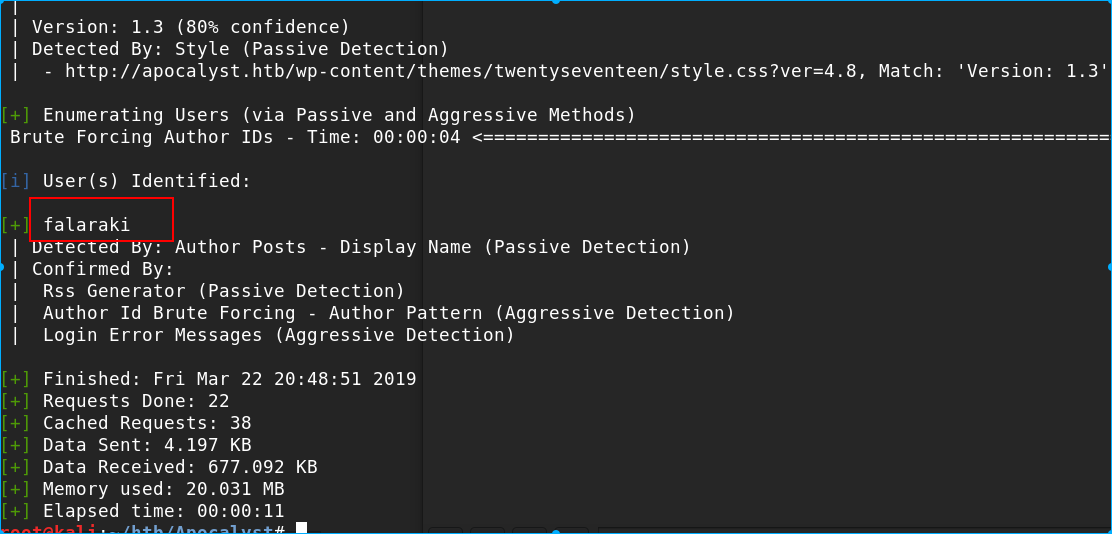 |
| Version: 1.3 (80% confidence)
| Detected By: Style (Passive Detection)
|  - http://apocalyst.htb/wp-content/themes/twentyseventeen/style.css?ver=4.8, Match: 'Version: 1.3'
[+] Enumerating Users (via Passive and Aggressive Methods)
Brute Forcing Author IDs - Time: 00:00:04 <=========================================================
[i] User(s) Identified:
[+] falaraki
| Detected By: Author Posts - Display Name (Passive Detection)
| Confirmed By:
|  Rss Generator (Passive Detection)
|  Author Id Brute Forcing - Author Pattern (Aggressive Detection)
|  Login Error Messages (Aggressive Detection)
[+] Finished: Fri Mar 22 20:48:51 2019
[+] Requests Done: 22
[+] Cached Requests: 38
[+] Data Sent: 4.197 KB
[+] Data Received: 677.092 KB
[+] Memory used: 20.031 MB
[+] Elapsed time: 00:00:11
root@kali:~/htb/Apocalyst#